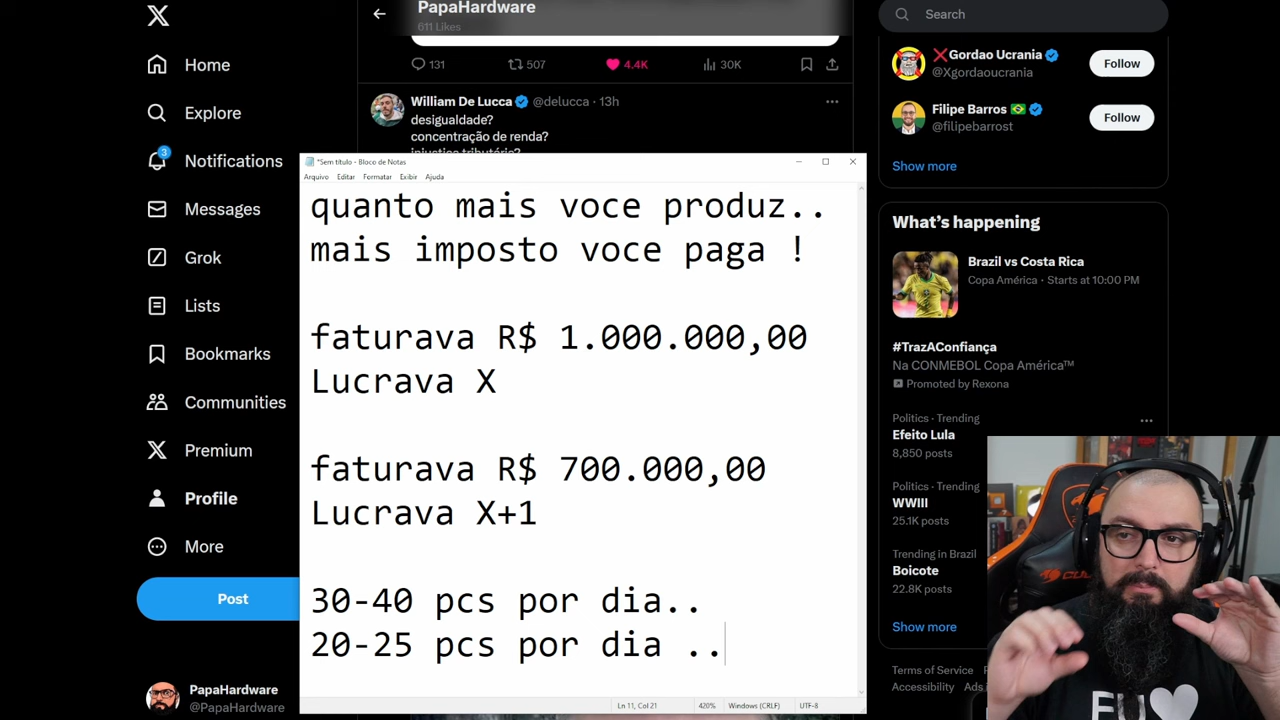 PapaHardware
611 Likes
131
507
4.4K
30K
William De Lucca @delucca · 13h
desigualdade?
concentração de renda?
injustiça tributária?
Home
Explore
3
Notifications
Messages
Grok
Lists
Bookmarks
Communities
Premium
Profile
More
Post
PapaHardware
@PapaHardware
*Sem título - Bloco de Notas
Arquivo Editar Formatar Exibir Ajuda
quanto mais voce produz..
mais imposto voce paga !
faturava R$ 1.000.000,00
Lucrava X
faturava R$ 700.000,00
Lucrava X+1
30-40 pcs por dia..
20-25 pcs por dia ..
Ln 11, Col 21
420%
Windows (CRLF)
UTF-8
Search
Gordao Ucrania
@Xgordaoucrania
Follow
Filipe Barros
@filipebarrost
Follow
Show more
What's happening
Brazil vs Costa Rica
Copa América · Starts at 10:00 PM
#TrazAConfiança
Na CONMEBOL Copa América™
Promoted by Rexona
Politics · Trending
Efeito Lula
8,850 posts
Politics · Trending
WWIII
25.1K posts
Trending in Brazil
Boicote
22.8K posts
Show more
Terms of Service
Accessibility
Ads
EU